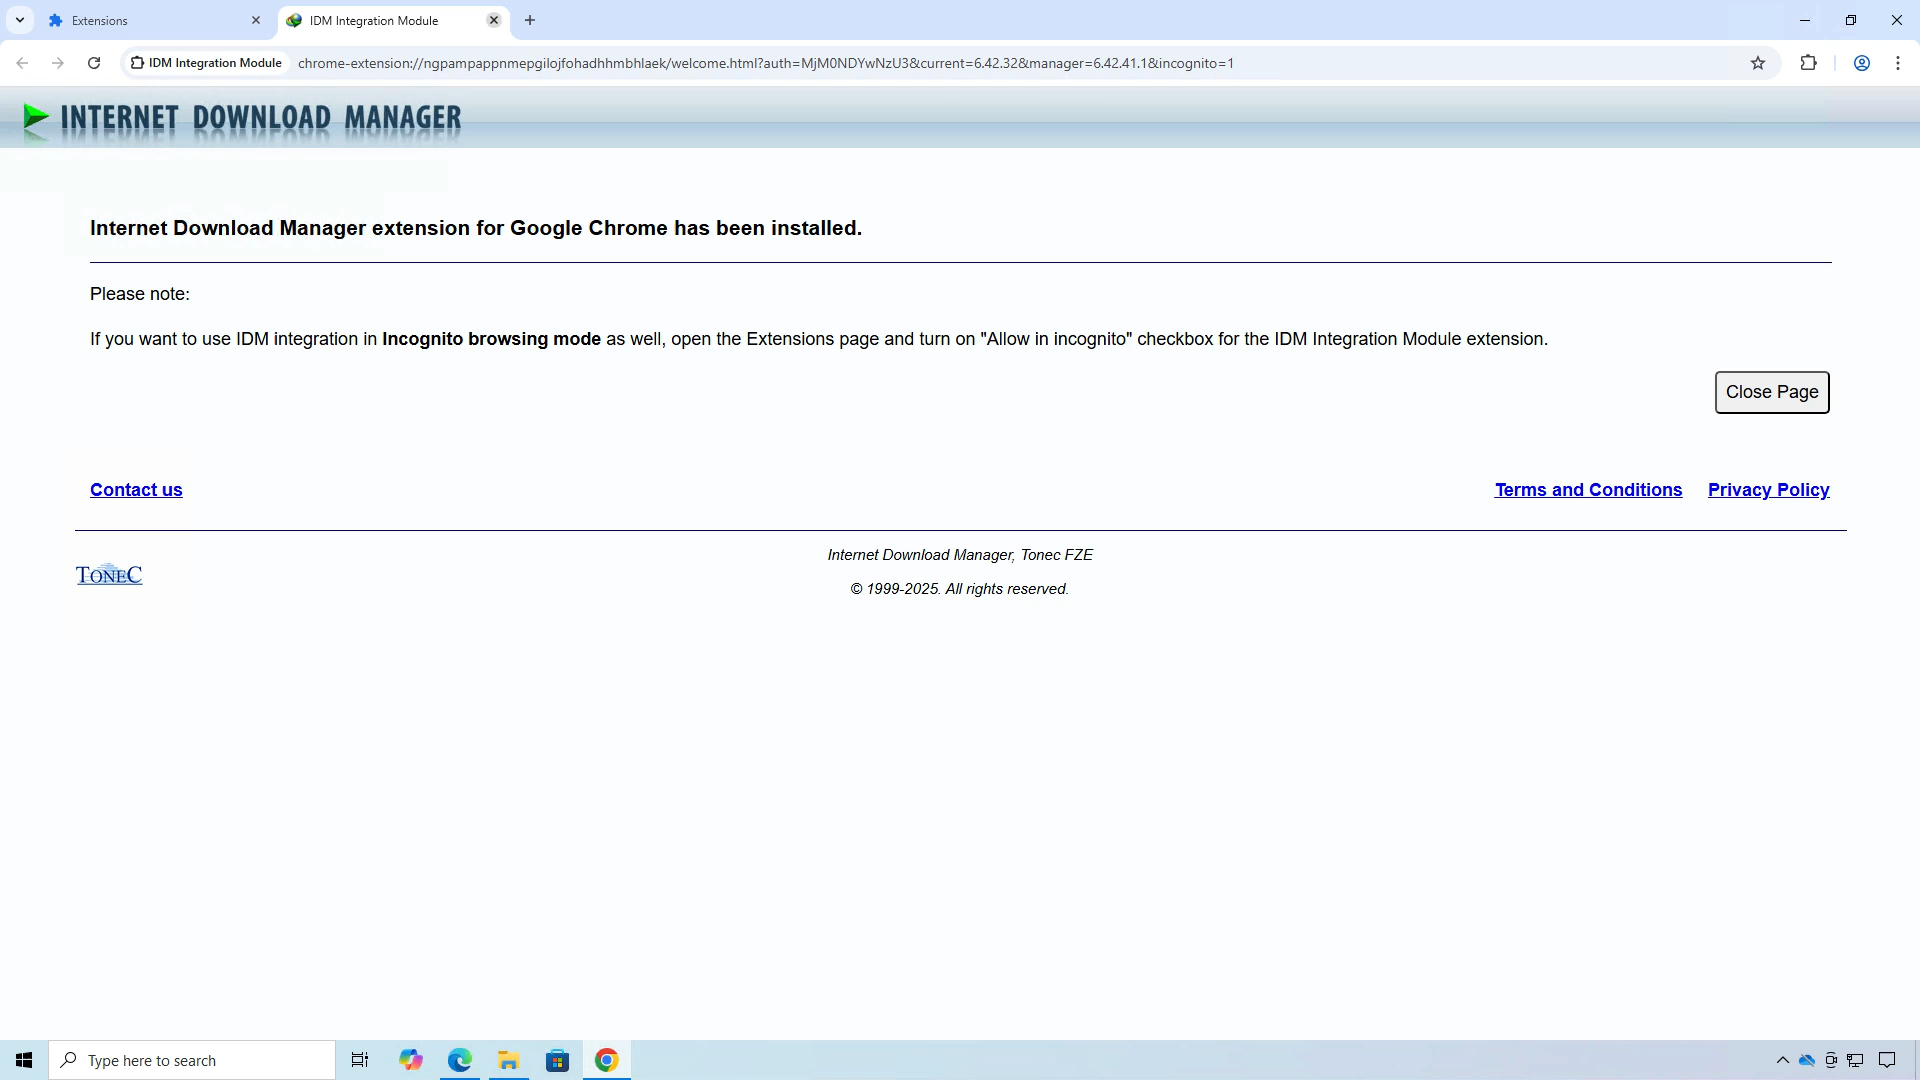 Extensions
IDM Integration Module
IDM Integration Module
chrome-extension://ngpampappnmepgilojfohadhhmbhlaek/welcome.html?auth=MjM0NDYwNzU3&current=6.42.32&manager=6.42.41.1&incognito=1
INTERNET DOWNLOAD MANAGER
Internet Download Manager extension for Google Chrome has been installed.
Please note:
If you want to use IDM integration in Incognito browsing mode as well, open the Extensions page and turn on "Allow in incognito" checkbox for the IDM Integration Module extension.
Close Page
Contact us
Terms and Conditions
Privacy Policy
Internet Download Manager, Tonec FZE
TONEC
© 1999-2025. All rights reserved.
Type here to search